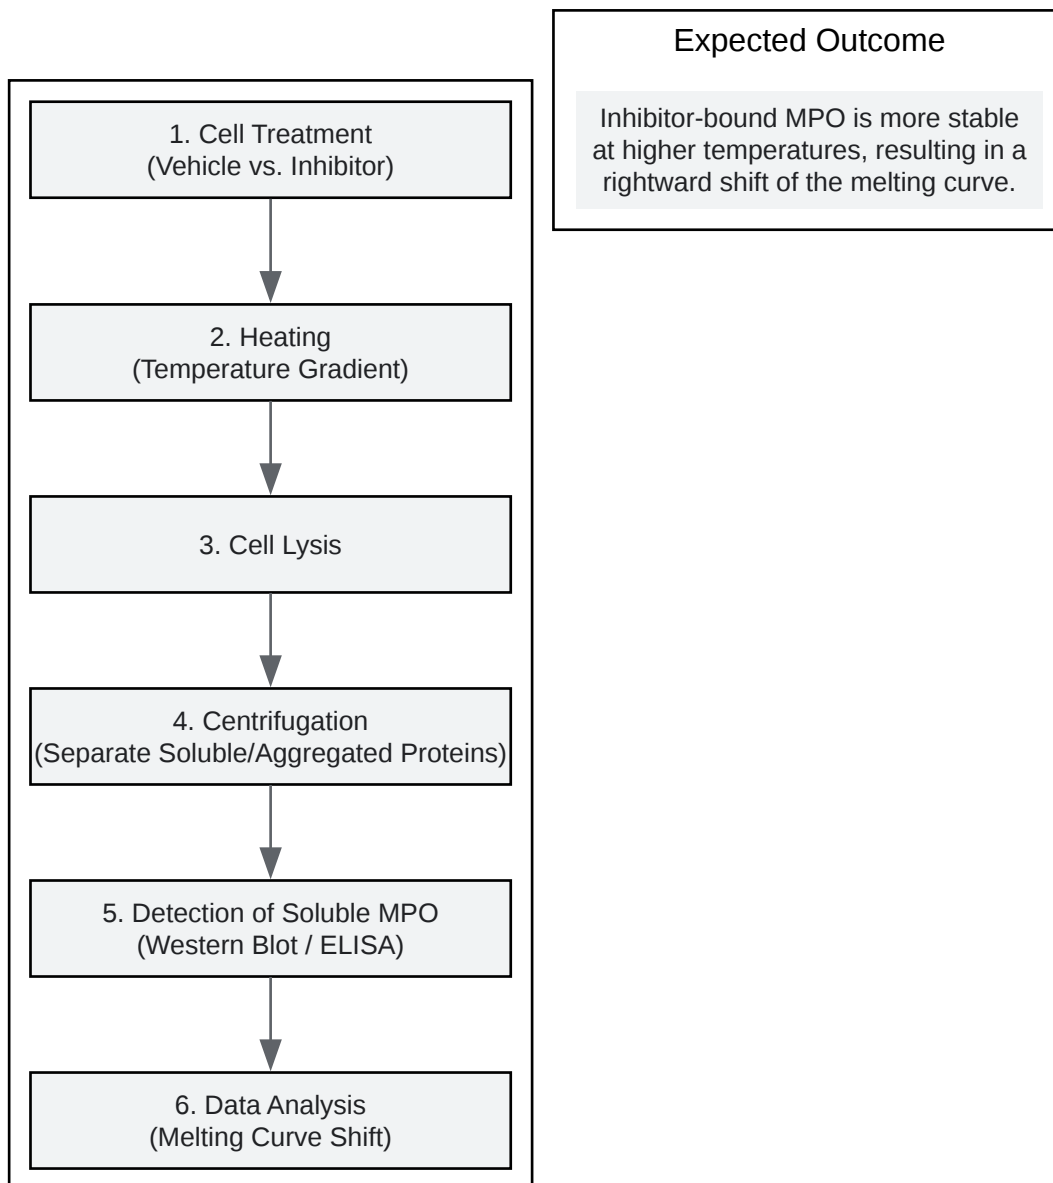 Expected Outcome
Inhibitor-bound MPO is more stable
at higher temperatures, resulting in a
rightward shift of the melting curve.
1. Cell Treatment
(Vehicle vs. Inhibitor)
2. Heating
(Temperature Gradient)
3. Cell Lysis
4. Centrifugation
(Separate Soluble/Aggregated Proteins)
5. Detection of Soluble MPO
(Western Blot / ELISA)
6. Data Analysis
(Melting Curve Shift)